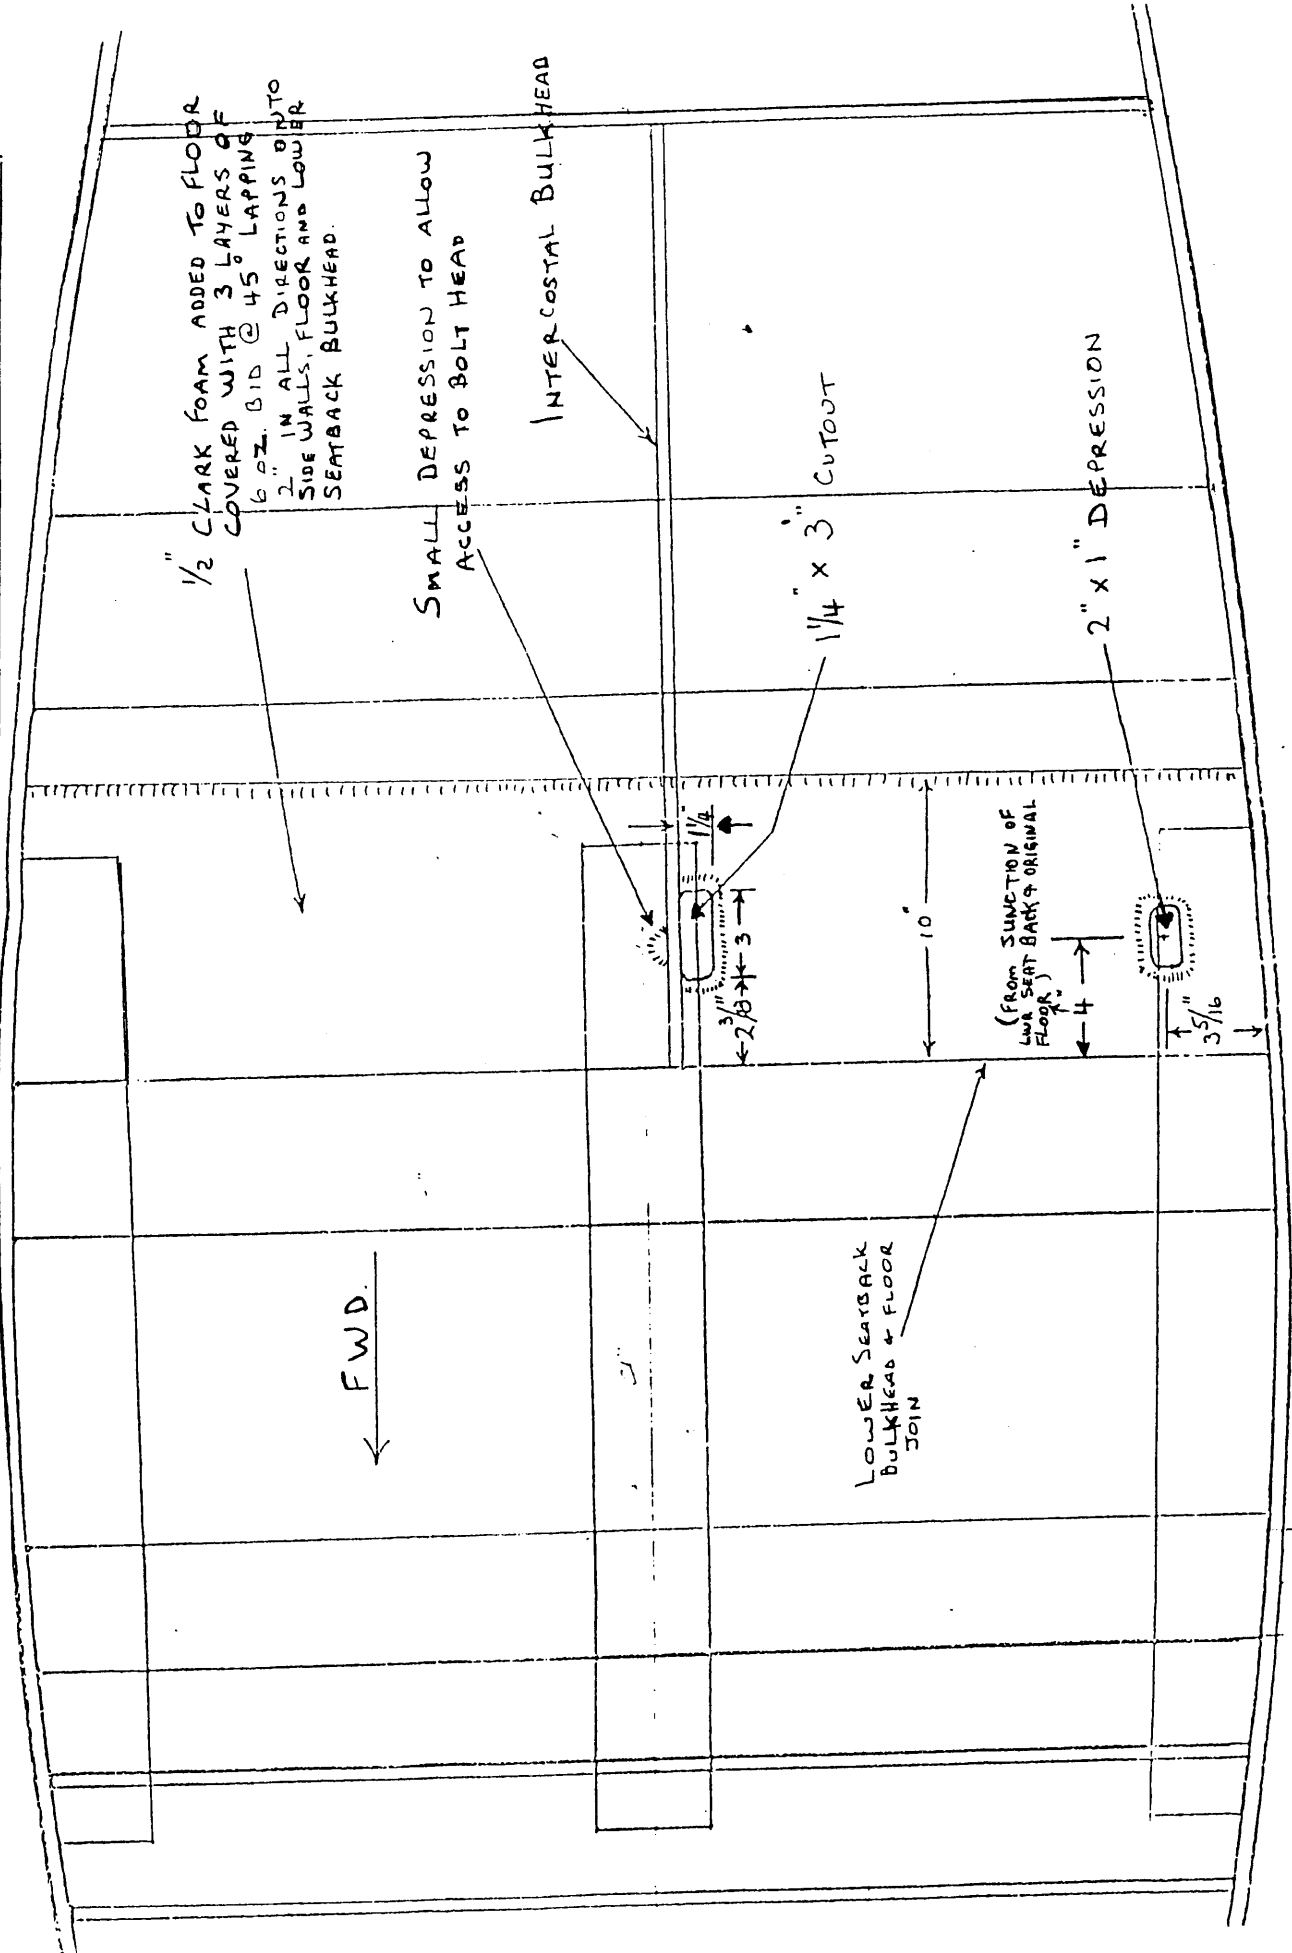 1/2" CLARK FOAM ADDED TO FLOOR
COVERED WITH 3 LAYERS OF
6 OZ. BID @ 45° LAPPING
2" IN ALL DIRECTIONS ONTO
SIDE WALLS, FLOOR AND LOWER
SEATBACK BULKHEAD.
SMALL DEPRESSION TO ALLOW
ACCESS TO BOLT HEAD
INTERCOSTAL BULKHEAD
1 1/4" x 3" CUTOUT
2" x 1" DEPRESSION
1 1/4"
3
10"
(FROM JUNCTION OF
LWR SEAT BACK & ORIGINAL
FLOOR)
4"
3 5/16"
FWD.
LOWER SEATBACK
BULKHEAD & FLOOR
JOIN